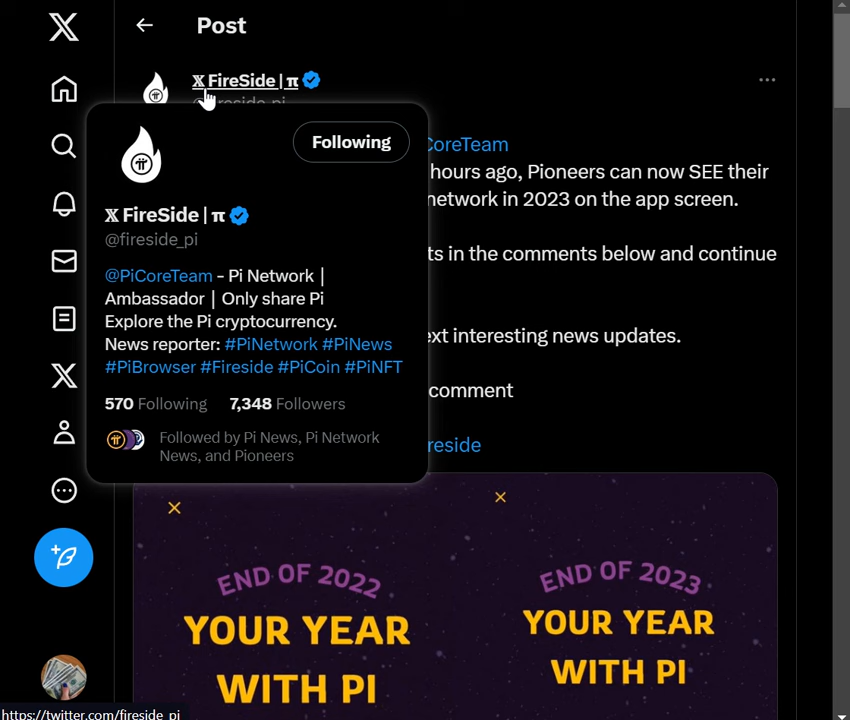 Post
𝕏 FireSide | π
@fireside_pi
CoreTeam
hours ago, Pioneers can now SEE their
network in 2023 on the app screen.
ts in the comments below and continue
ext interesting news updates.
comment
reside
Following
𝕏 FireSide | π
@fireside_pi
@PiCoreTeam - Pi Network |
Ambassador | Only share Pi
Explore the Pi cryptocurrency.
News reporter: #PiNetwork #PiNews
#PiBrowser #Fireside #PiCoin #PiNFT
570 Following 7,348 Followers
Followed by Pi News, Pi Network
News, and Pioneers
END OF 2022
YOUR YEAR
WITH PI
END OF 2023
YOUR YEAR
WITH PI
https://twitter.com/fireside_pi